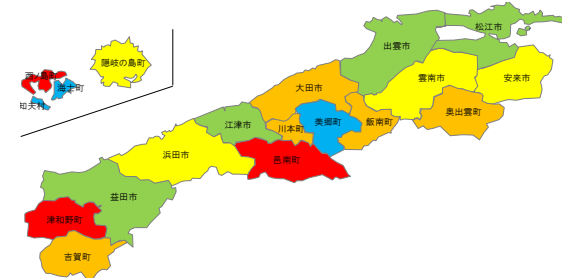 松江市
出雲市
隠岐の島町
西ノ島町
海士町
知夫村
雲南市
安来市
大田市
奥出雲町
飯南町
美郷町
江津市
川本町
浜田市
邑南町
益田市
津和野町
吉賀町